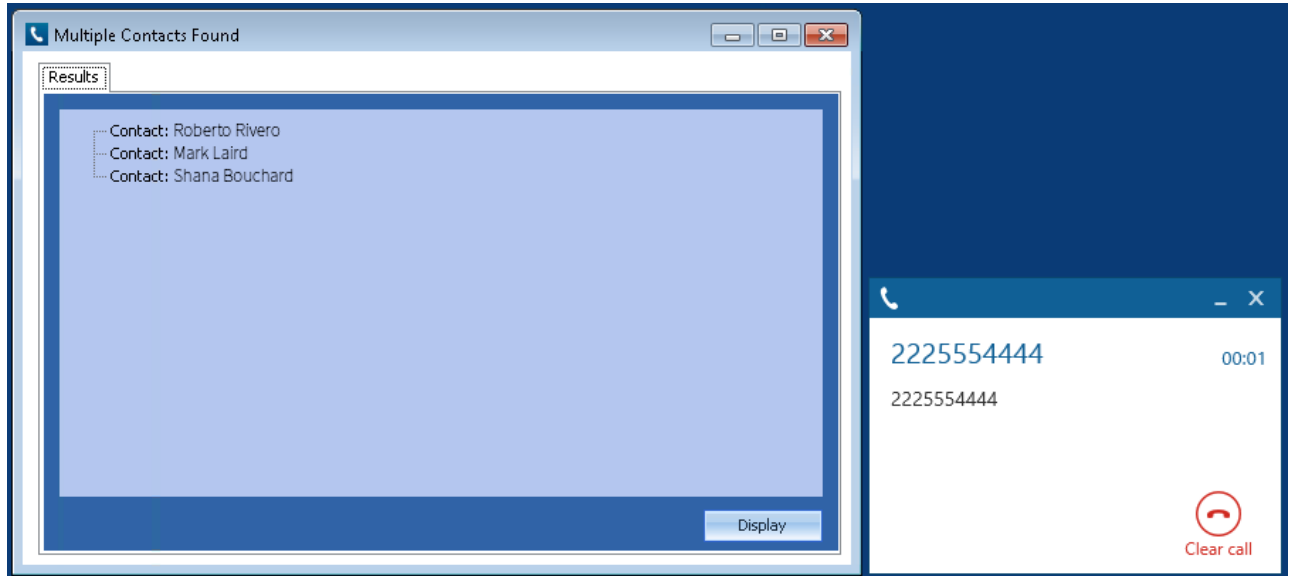 Multiple Contacts Found
Results
Contact: Roberto Rivero
Contact: Mark Laird
Contact: Shana Bouchard
Display
2225554444 00:01
2225554444
Clear call